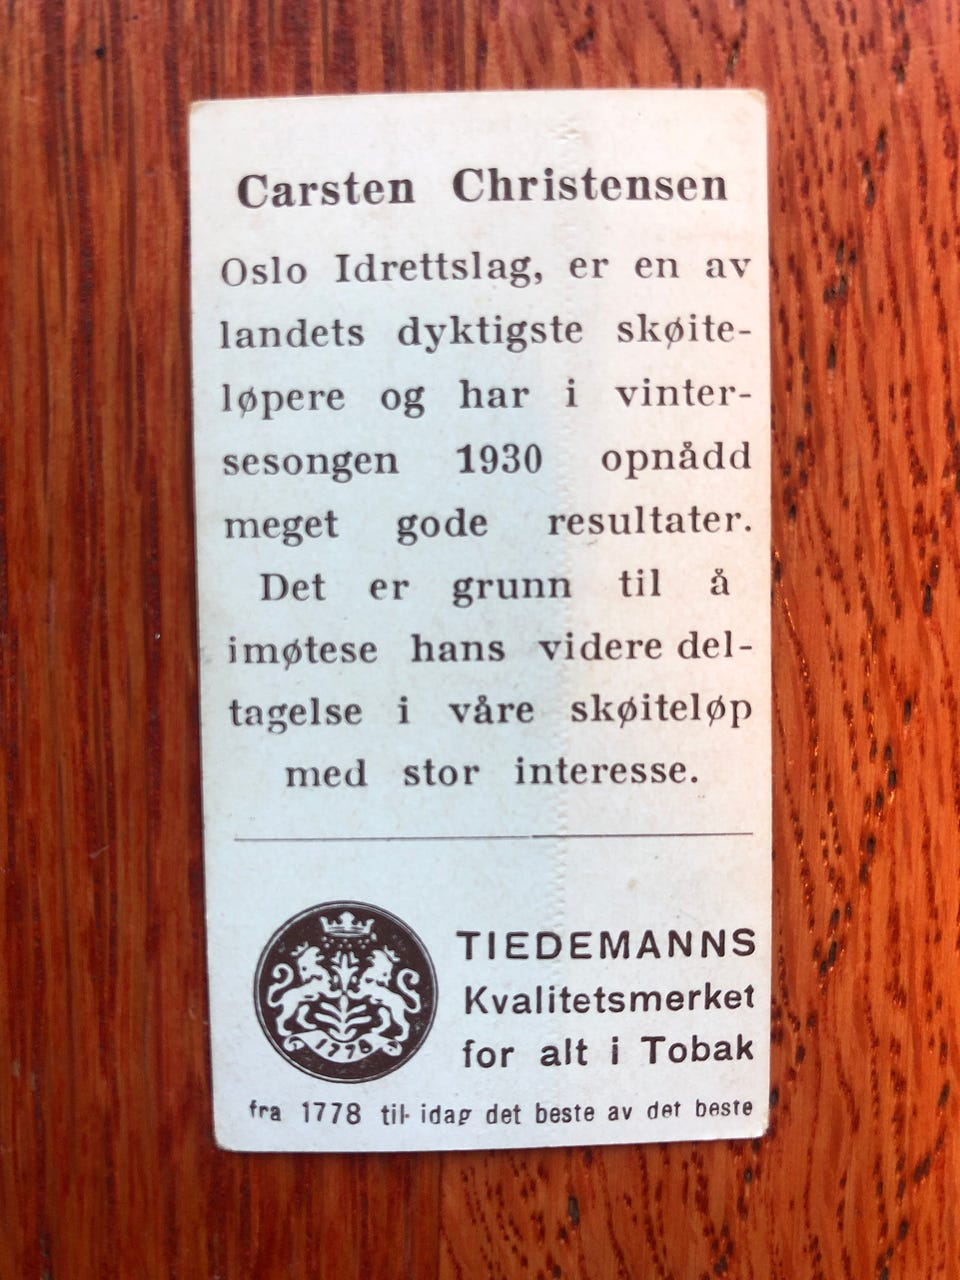 Carsten Christensen
Oslo Idrettslag, er en av
landets dyktigste skøite-
løpere og har i vinter-
sesongen 1930 opnådd
meget gode resultater.
Det er grunn til å
imøtese hans videre del-
tagelse i våre skøiteløp
med stor interesse.
1778
TIEDEMANNS
Kvalitetsmerket
for alt i Tobak
fra 1778 til idag det beste av det beste